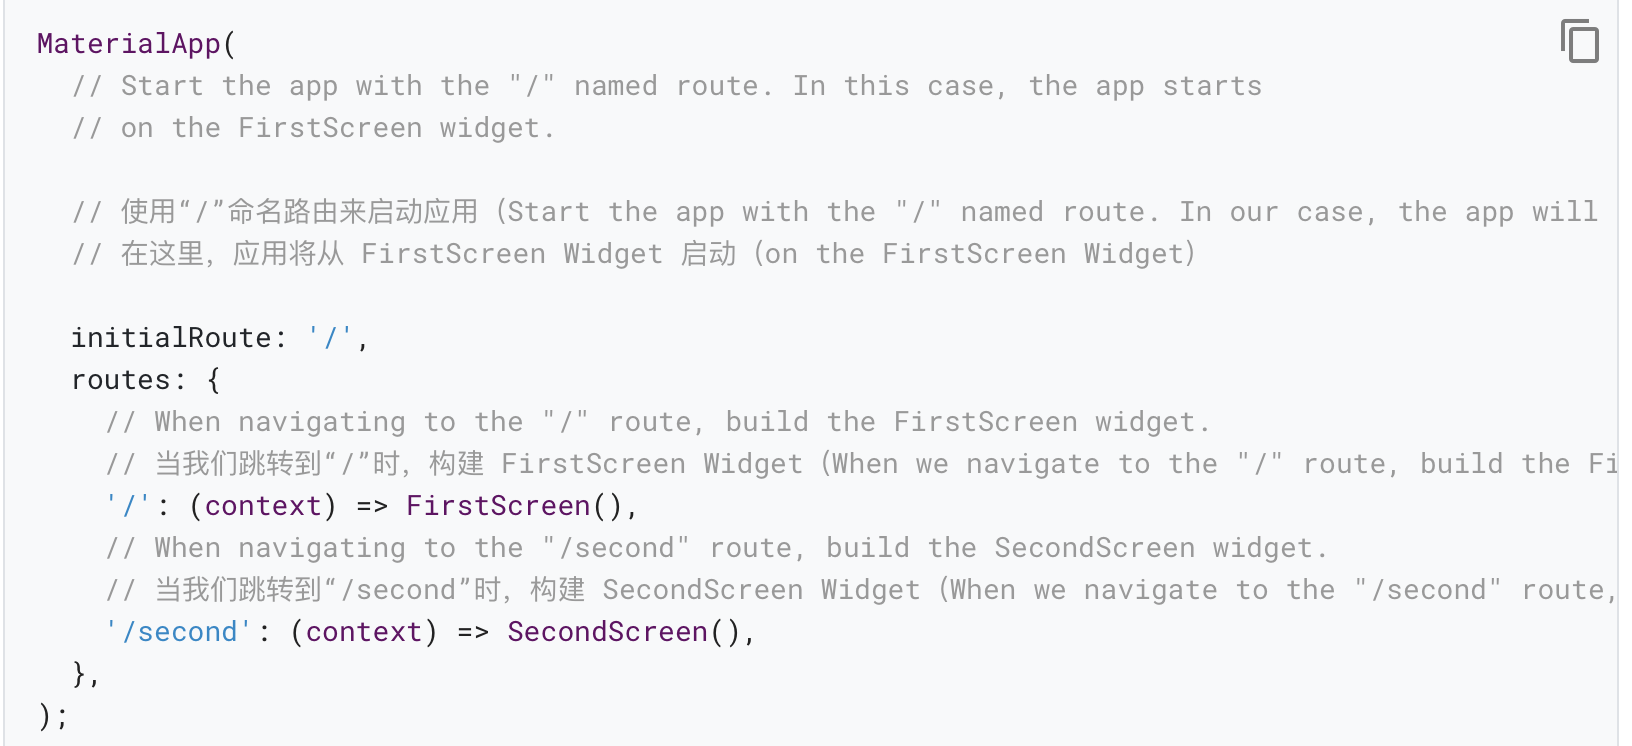 MaterialApp(
// Start the app with the "/" named route. In this case, the app starts
// on the FirstScreen widget.
// 使用“/”命名路由来启动应用（Start the app with the "/" named route. In our case, the app will
// 在这里，应用将从 FirstScreen Widget 启动（on the FirstScreen Widget）
initialRoute: '/',
routes: {
// When navigating to the "/" route, build the FirstScreen widget.
// 当我们跳转到“/”时，构建 FirstScreen Widget（When we navigate to the "/" route, build the Fi
'/': (context) => FirstScreen(),
// When navigating to the "/second" route, build the SecondScreen widget.
// 当我们跳转到“/second”时，构建 SecondScreen Widget（When we navigate to the "/second" route,
'/second': (context) => SecondScreen(),
},
);